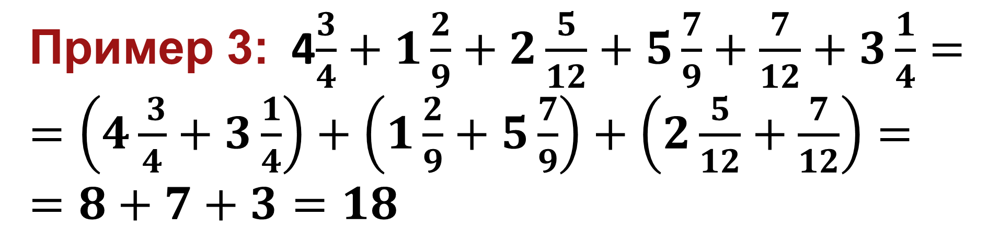 Пример 3: 4 3/4 + 1 2/9 + 2 5/12 + 5 7/9 + 7/12 + 3 1/4 =
= (4 3/4 + 3 1/4) + (1 2/9 + 5 7/9) + (2 5/12 + 7/12) =
= 8 + 7 + 3 = 18